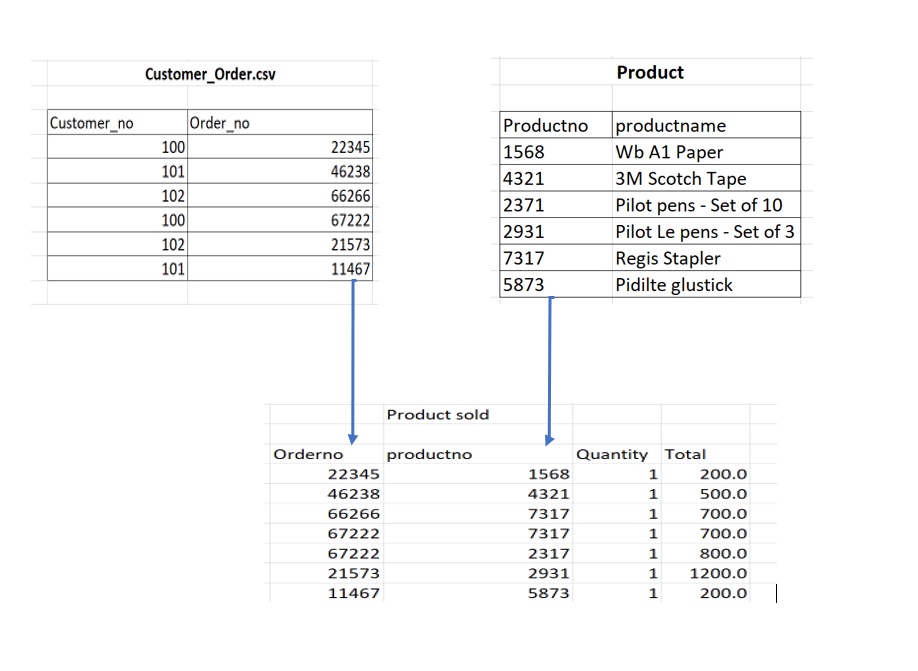 Customer_Order.csv
Customer_no Order_no
100 22345
101 46238
102 66266
100 67222
102 21573
101 11467
Product
Productno productname
1568 Wb A1 Paper
4321 3M Scotch Tape
2371 Pilot pens - Set of 10
2931 Pilot Le pens - Set of 3
7317 Regis Stapler
5873 Pidilte glustick
Product sold
Orderno productno Quantity Total
22345 1568 1 200.0
46238 4321 1 500.0
66266 7317 1 700.0
67222 7317 1 700.0
67222 2317 1 800.0
21573 2931 1 1200.0
11467 5873 1 200.0